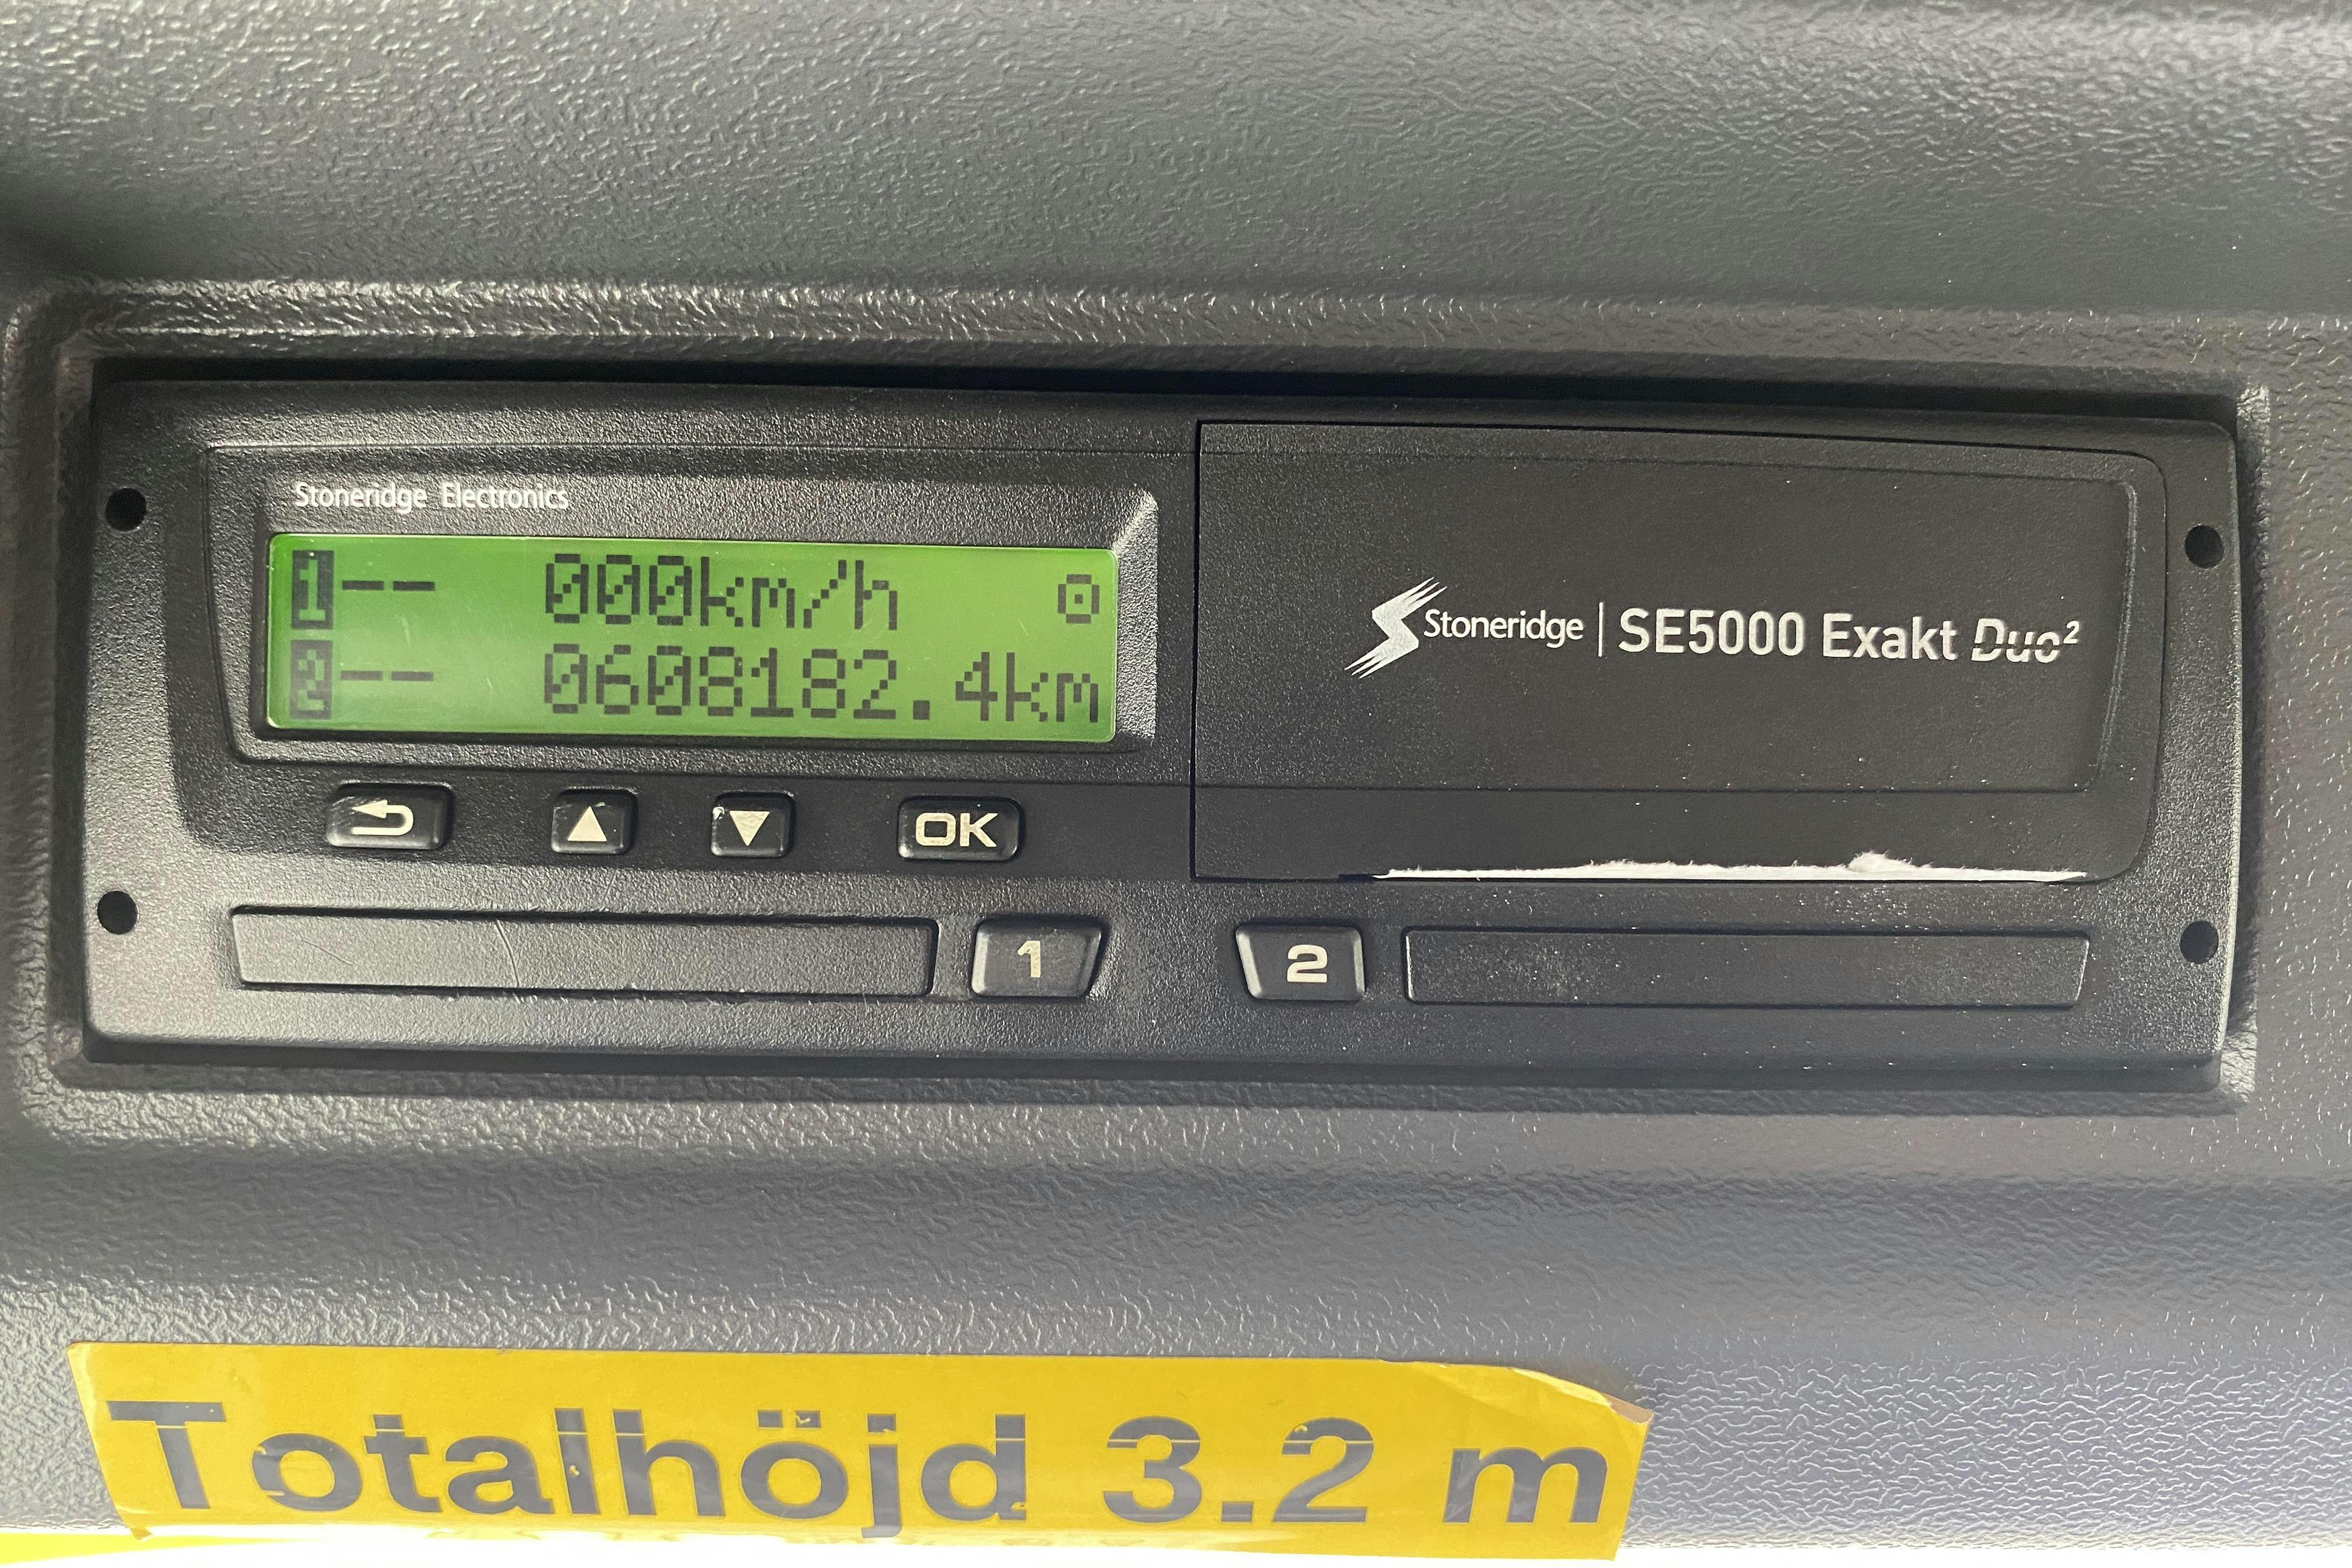 Stoneridge Electronics
1-- 000km/h
2-- 0608182.4km
Stoneridge | SE5000 Exakt Duo²
OK
1
2
Totalhöjd 3.2 m